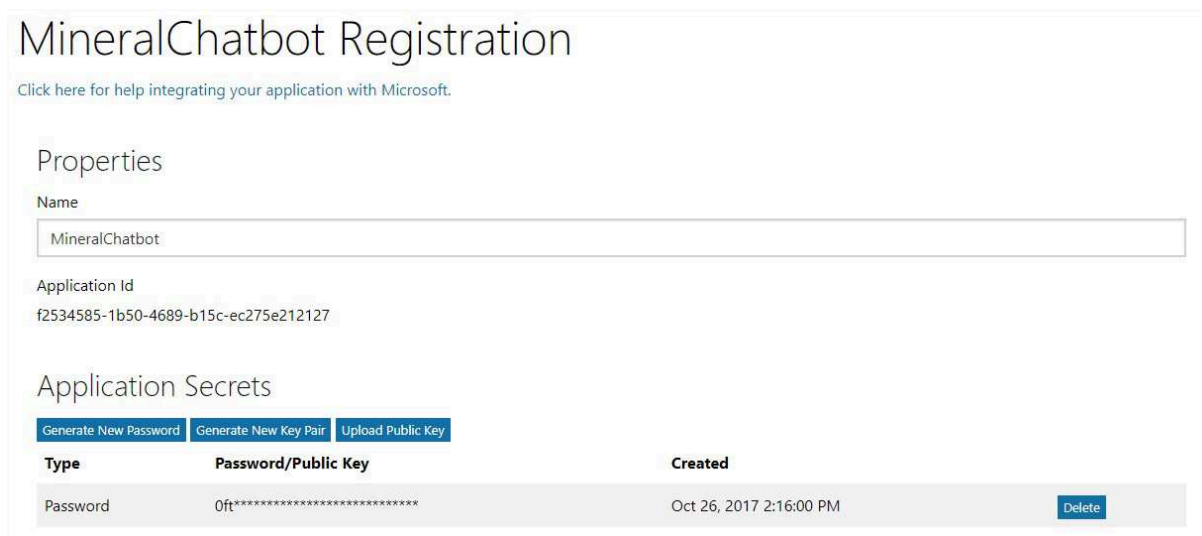 MineralChatbot Registration
Click here for help integrating your application with Microsoft.
Properties
Name
MineralChatbot
Application Id
f2534585-1b50-4689-b15c-ec275e212127
Application Secrets
Generate New Password Generate New Key Pair Upload Public Key
Type Password/Public Key Created
Password 0ft**************************** Oct 26, 2017 2:16:00 PM Delete